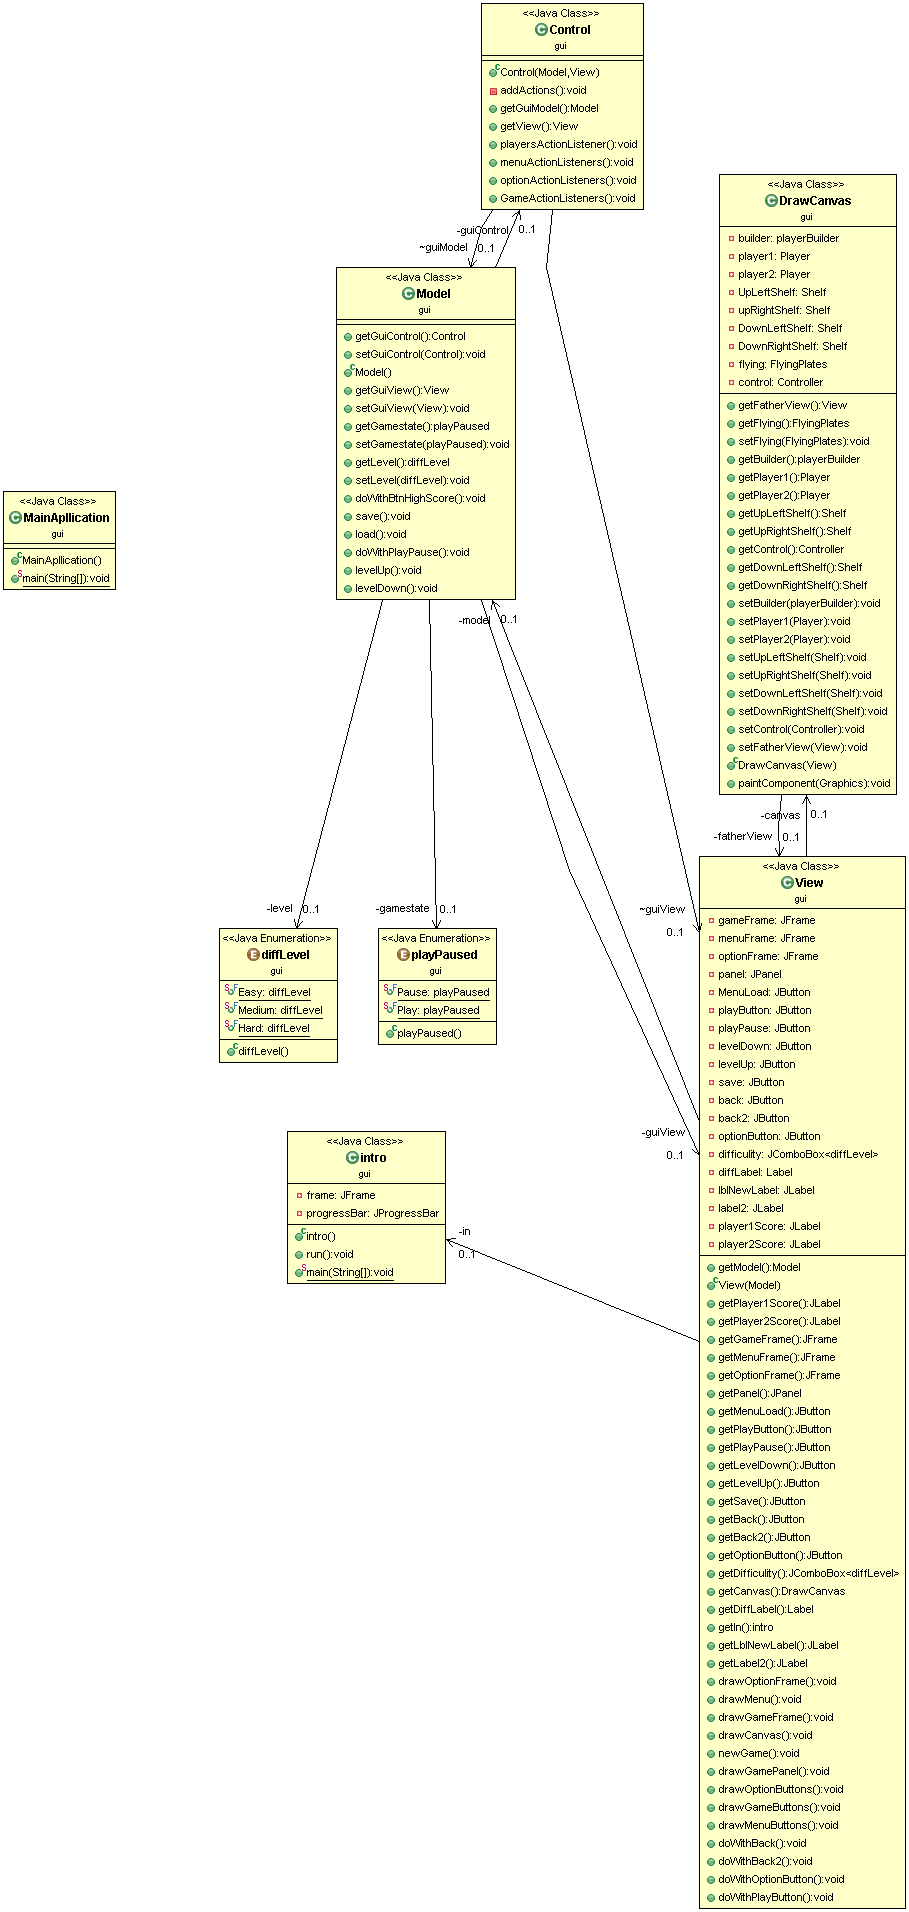 <<Java Class>>
Control
gui
Control(Model,View)
addActions():void
getGuiModel():Model
getView():View
playersActionListener():void
menuActionListeners():void
optionActionListeners():void
GameActionListeners():void
-guiControl
0..1
~guiModel
0..1
<<Java Class>>
Model
gui
getGuiControl():Control
setGuiControl(Control):void
Model()
getGuiView():View
setGuiView(View):void
getGamestate():playPaused
setGamestate(playPaused):void
getLevel():diffLevel
setLevel(diffLevel):void
doWithBtnHighScore():void
save():void
load():void
doWithPlayPause():void
levelUp():void
levelDown():void
-model
0..1
<<Java Class>>
MainApllication
gui
MainApllication()
main(String[]):void
<<Java Class>>
DrawCanvas
gui
builder: playerBuilder
player1: Player
player2: Player
UpLeftShelf: Shelf
upRightShelf: Shelf
DownLeftShelf: Shelf
DownRightShelf: Shelf
flying: FlyingPlates
control: Controller
getFatherView():View
getFlying():FlyingPlates
setFlying(FlyingPlates):void
getBuilder():playerBuilder
getPlayer1():Player
getPlayer2():Player
getUpLeftShelf():Shelf
getUpRightShelf():Shelf
getControl():Controller
getDownLeftShelf():Shelf
getDownRightShelf():Shelf
setBuilder(playerBuilder):void
setPlayer1(Player):void
setPlayer2(Player):void
setUpLeftShelf(Shelf):void
setUpRightShelf(Shelf):void
setDownLeftShelf(Shelf):void
setDownRightShelf(Shelf):void
setControl(Controller):void
setFatherView(View):void
DrawCanvas(View)
paintComponent(Graphics):void
-canvas
0..1
-fatherView
0..1
-level
0..1
-gamestate
0..1
~guiView
0..1
<<Java Enumeration>>
diffLevel
gui
Easy: diffLevel
Medium: diffLevel
Hard: diffLevel
diffLevel()
<<Java Enumeration>>
playPaused
gui
Pause: playPaused
Play: playPaused
playPaused()
-guiView
0..1
<<Java Class>>
intro
gui
frame: JFrame
progressBar: JProgressBar
intro()
run():void
main(String[]):void
-in
0..1
<<Java Class>>
View
gui
gameFrame: JFrame
menuFrame: JFrame
optionFrame: JFrame
panel: JPanel
MenuLoad: JButton
playButton: JButton
playPause: JButton
levelDown: JButton
levelUp: JButton
save: JButton
back: JButton
back2: JButton
optionButton: JButton
difficulity: JComboBox<diffLevel>
diffLabel: Label
lblNewLabel: JLabel
label2: JLabel
player1Score: JLabel
player2Score: JLabel
getModel():Model
View(Model)
getPlayer1Score():JLabel
getPlayer2Score():JLabel
getGameFrame():JFrame
getMenuFrame():JFrame
getOptionFrame():JFrame
getPanel():JPanel
getMenuLoad():JButton
getPlayButton():JButton
getPlayPause():JButton
getLevelDown():JButton
getLevelUp():JButton
getSave():JButton
getBack():JButton
getBack2():JButton
getOptionButton():JButton
getDifficulity():JComboBox<diffLevel>
getCanvas():DrawCanvas
getDiffLabel():Label
getIn():intro
getLblNewLabel():JLabel
getLabel2():JLabel
drawOptionFrame():void
drawMenu():void
drawGameFrame():void
drawCanvas():void
newGame():void
drawGamePanel():void
drawOptionButtons():void
drawGameButtons():void
drawMenuButtons():void
doWithBack():void
doWithBack2():void
doWithOptionButton():void
doWithPlayButton():void